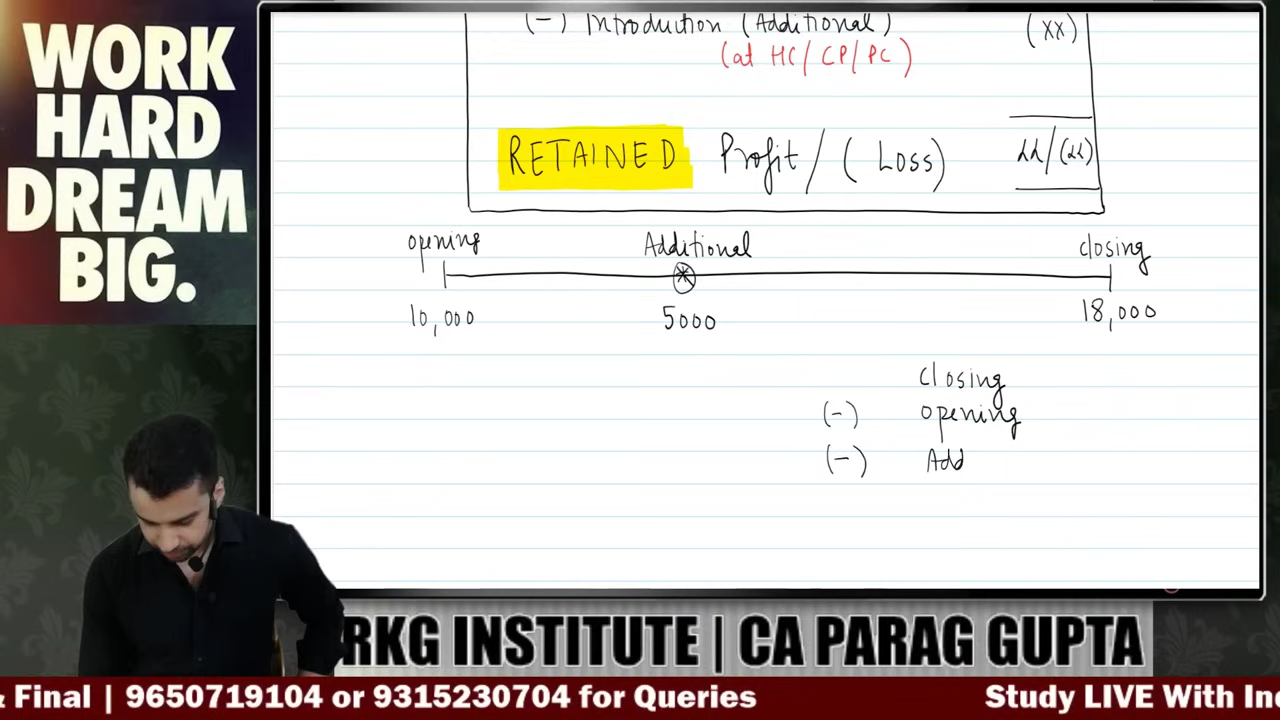 WORK
HARD
DREAM
BIG.
(-) Introduction (Additional) (xx)
(at HC/CP/PC)
RETAINED Profit / (Loss)
opening Additional closing
10,000 5000 18,000
closing
(-) opening
(-) Add
RKG INSTITUTE | CA PARAG GUPTA
& Final | 9650719104 or 9315230704 for Queries Study LIVE With Ind